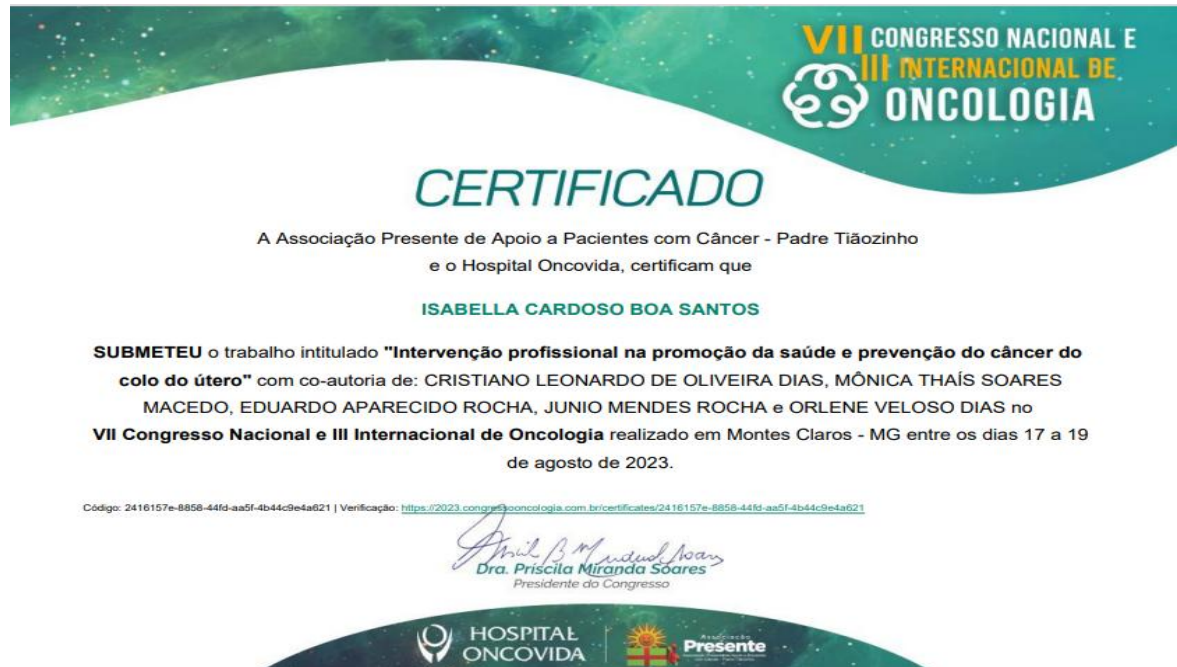 VII CONGRESSO NACIONAL E
III INTERNACIONAL DE
ONCOLOGIA
CERTIFICADO
A Associação Presente de Apoio a Pacientes com Câncer - Padre Tiãozinho
e o Hospital Oncovida, certificam que
ISABELLA CARDOSO BOA SANTOS
SUBMETEU o trabalho intitulado "Intervenção profissional na promoção da saúde e prevenção do câncer do
colo do útero" com co-autoria de: CRISTIANO LEONARDO DE OLIVEIRA DIAS, MÔNICA THAÍS SOARES
MACEDO, EDUARDO APARECIDO ROCHA, JUNIO MENDES ROCHA e ORLENE VELOSO DIAS no
VII Congresso Nacional e III Internacional de Oncologia realizado em Montes Claros - MG entre os dias 17 a 19
de agosto de 2023.
Código: 2416157e-8858-44fd-aa5f-4b44c9e4a621 | Verificação: https://2023.congressooncologia.com.br/certificates/2416157e-8858-44fd-aa5f-4b44c9e4a621
Dra. Priscila Miranda Soares
Presidente do Congresso
HOSPITAL
ONCOVIDA
Associação
Presente